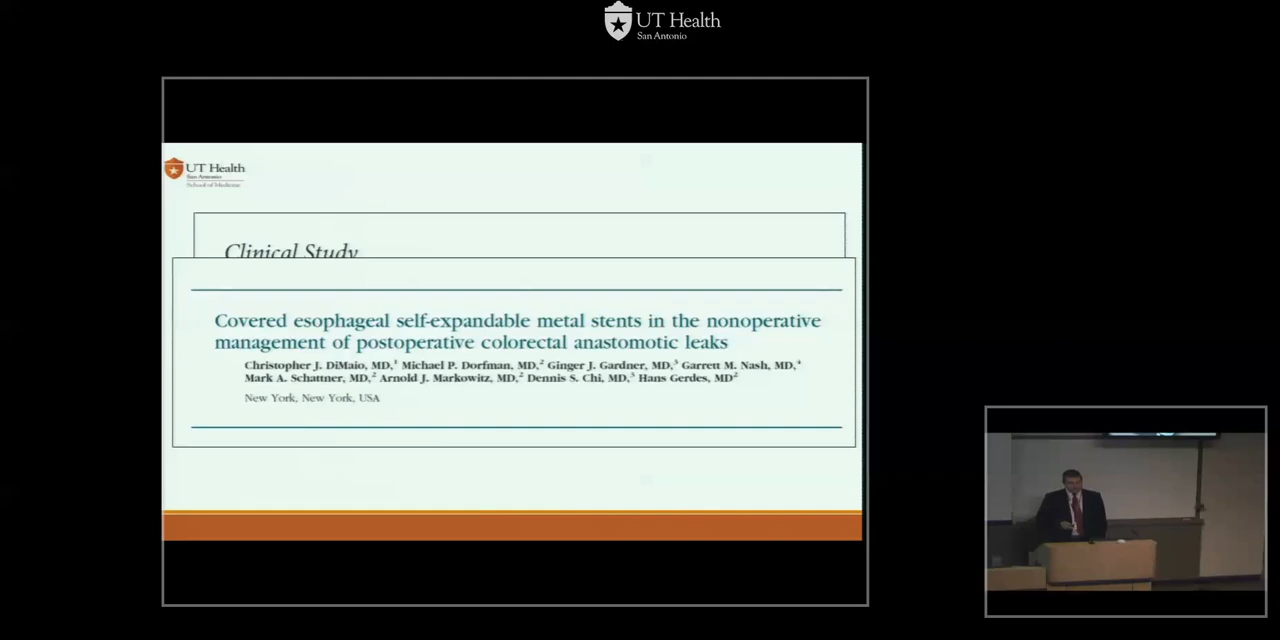 UT Health
San Antonio
UT Health
San Antonio
School of Medicine
Clinical Study
Covered esophageal self-expandable metal stents in the nonoperative
management of postoperative colorectal anastomotic leaks
Christopher J. DiMaio, MD,¹ Michael P. Dorfman, MD,² Ginger J. Gardner, MD,³ Garrett M. Nash, MD,⁴
Mark A. Schattner, MD,² Arnold J. Markowitz, MD,² Dennis S. Chi, MD,³ Hans Gerdes, MD²
New York, New York, USA